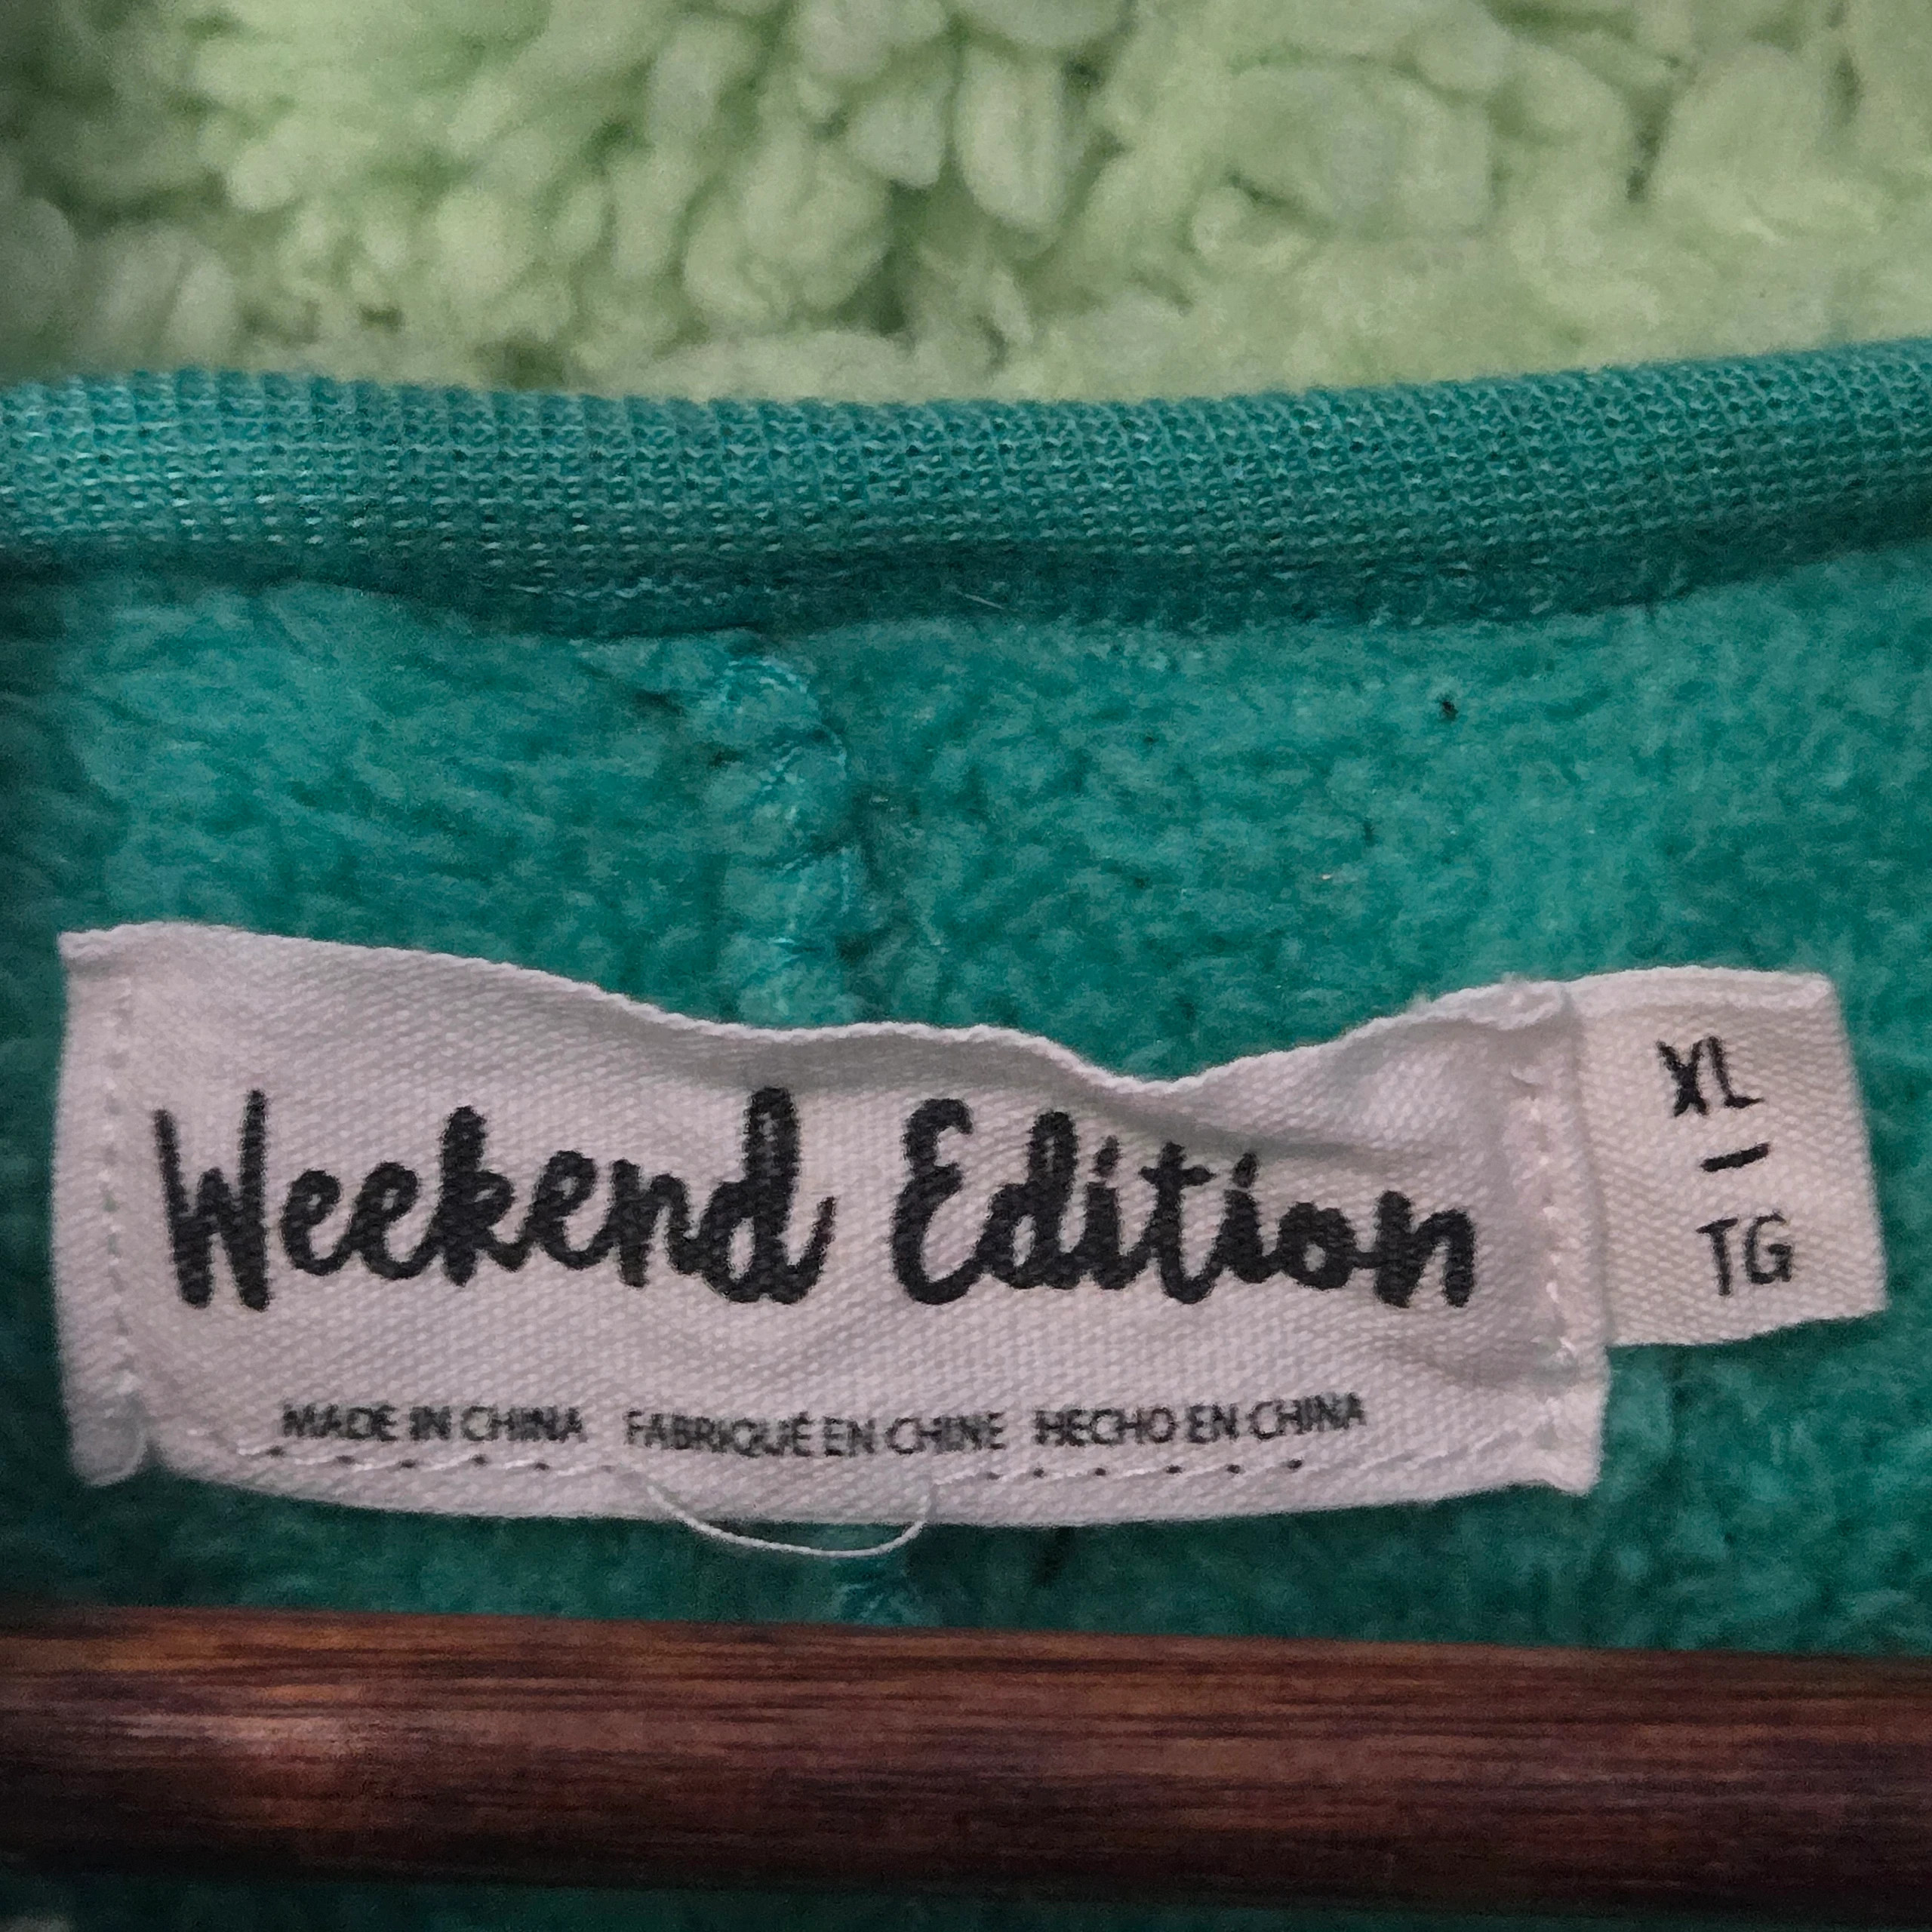 Weekend Edition
MADE IN CHINA FABRIQUÉ EN CHINE HECHO EN CHINA
XL
–
TG